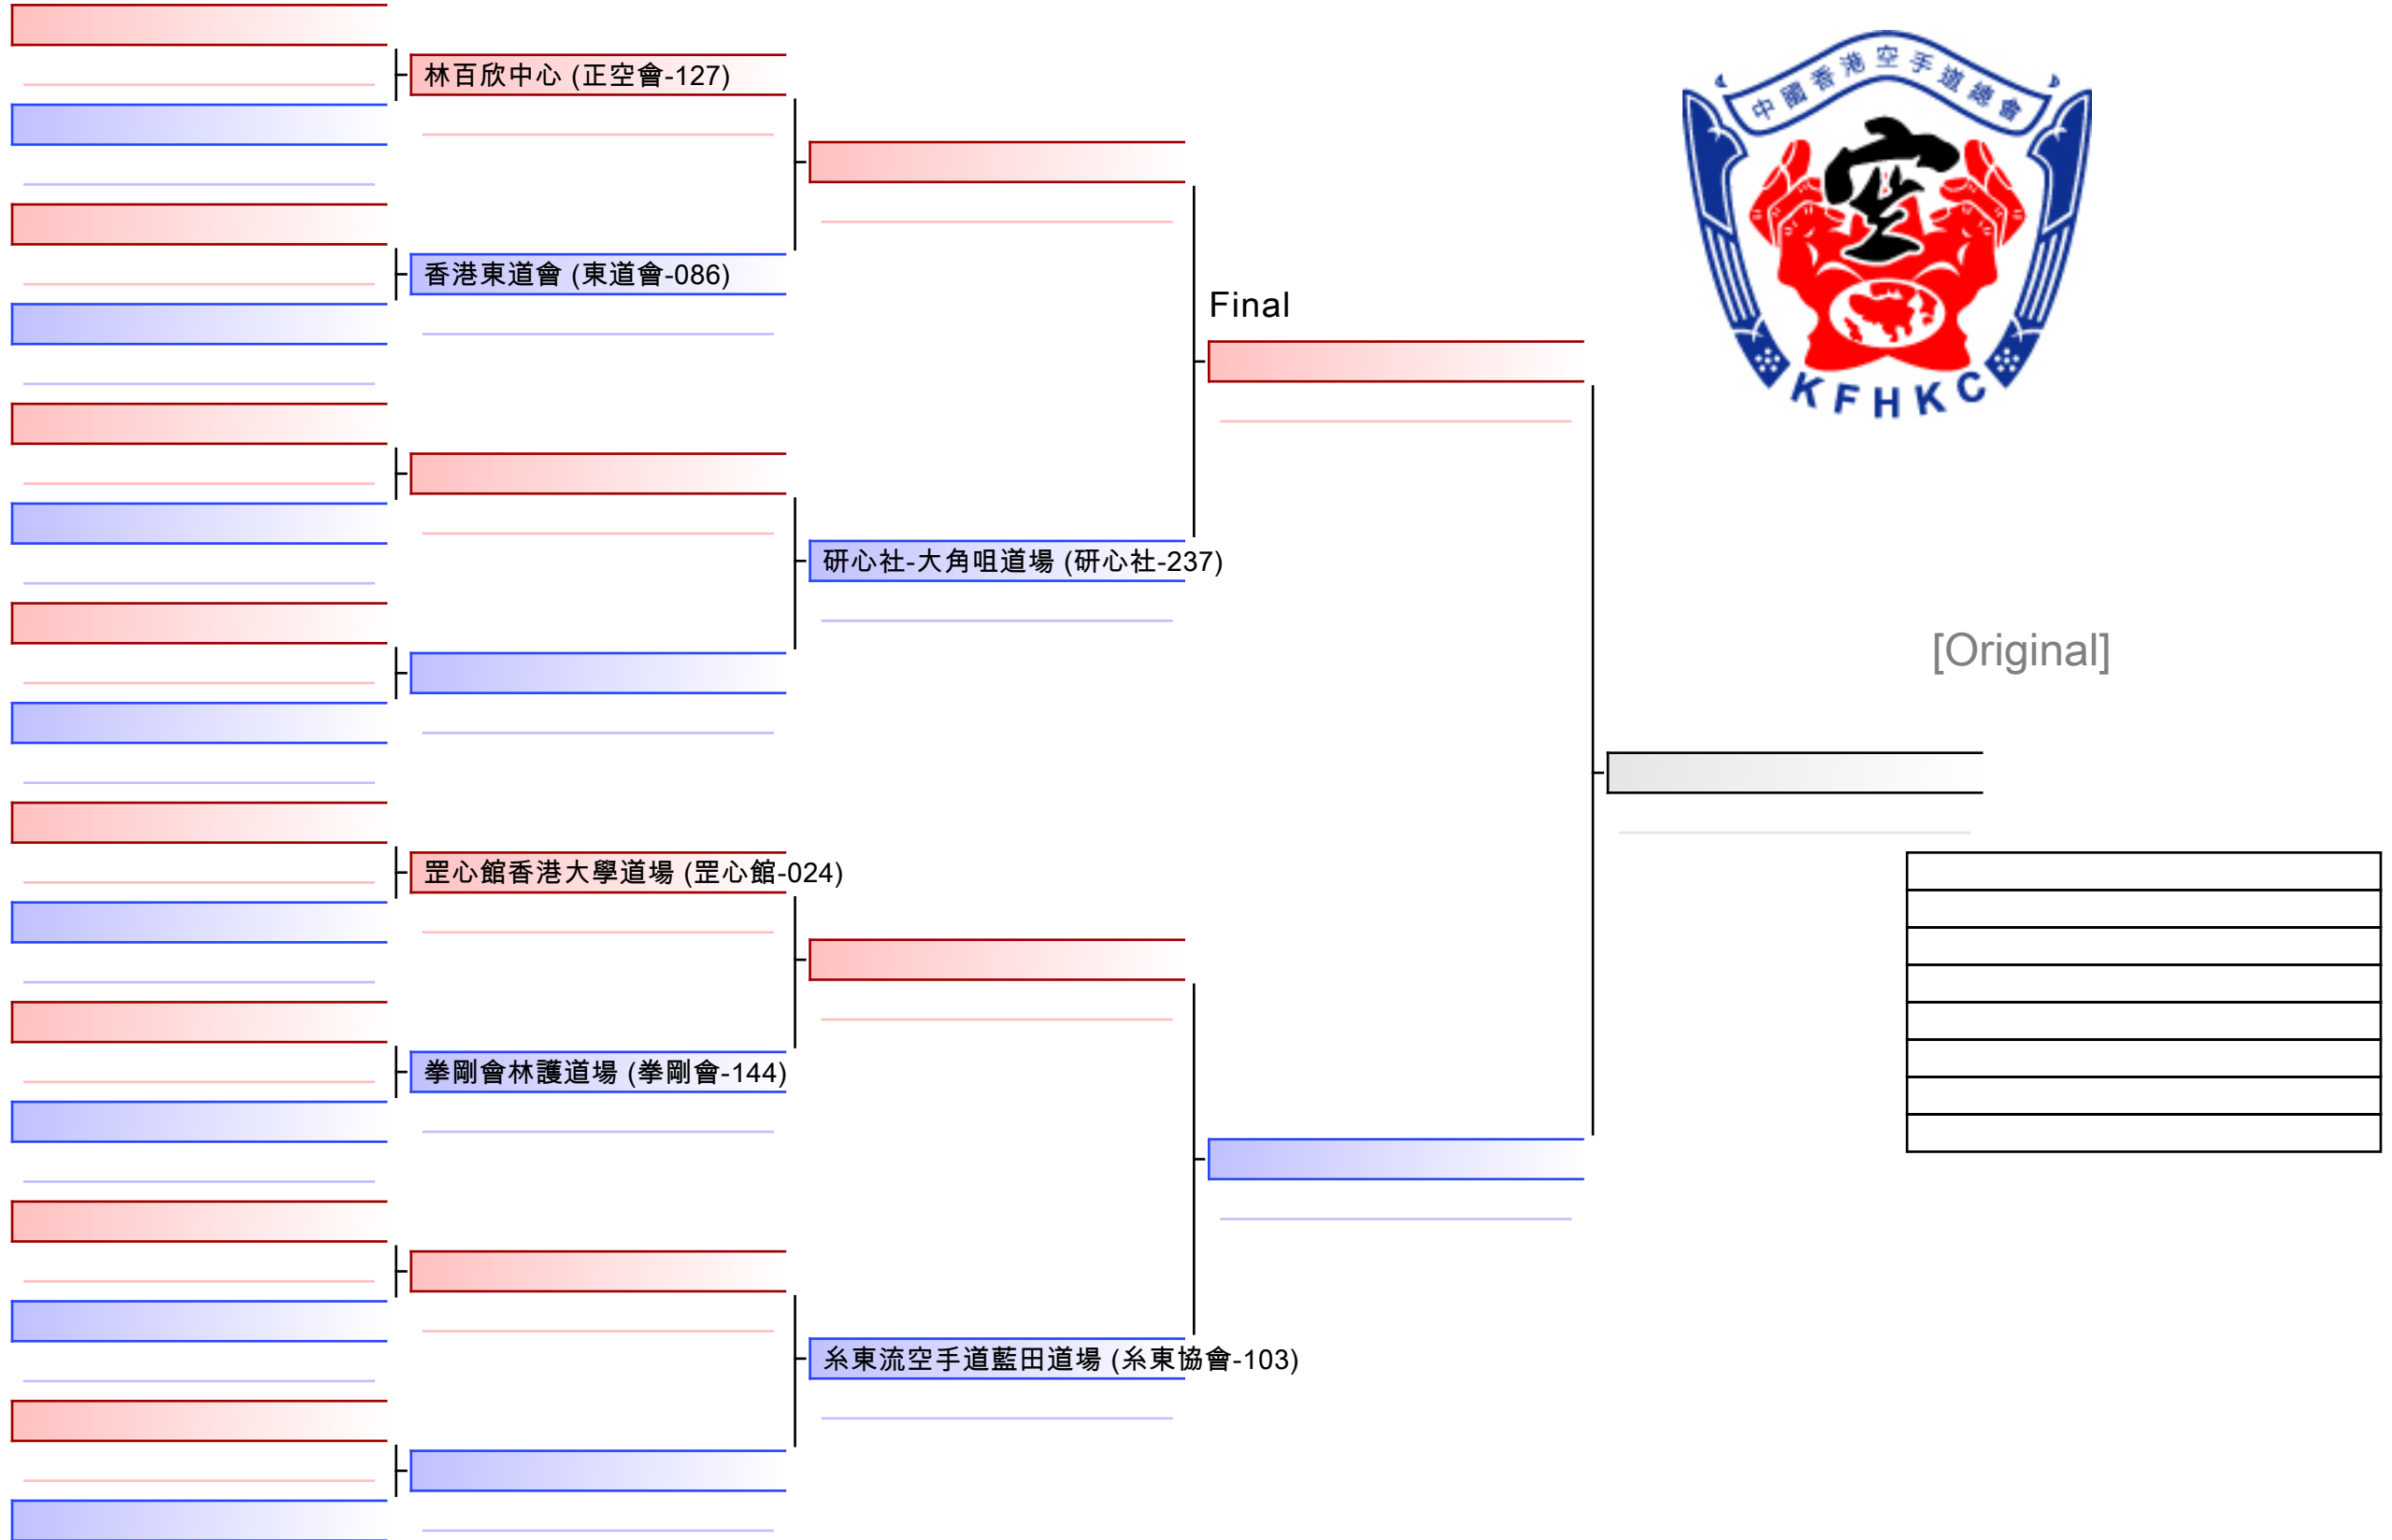 中國香港空手道總會
空
KFHKC
林百欣中心 (正空會-127)
香港東道會 (東道會-086)
Final
研心社-大角咀道場 (研心社-237)
[Original]
罡心館香港大學道場 (罡心館-024)
拳剛會林護道場 (拳剛會-144)
糸東流空手道藍田道場 (糸東協會-103)